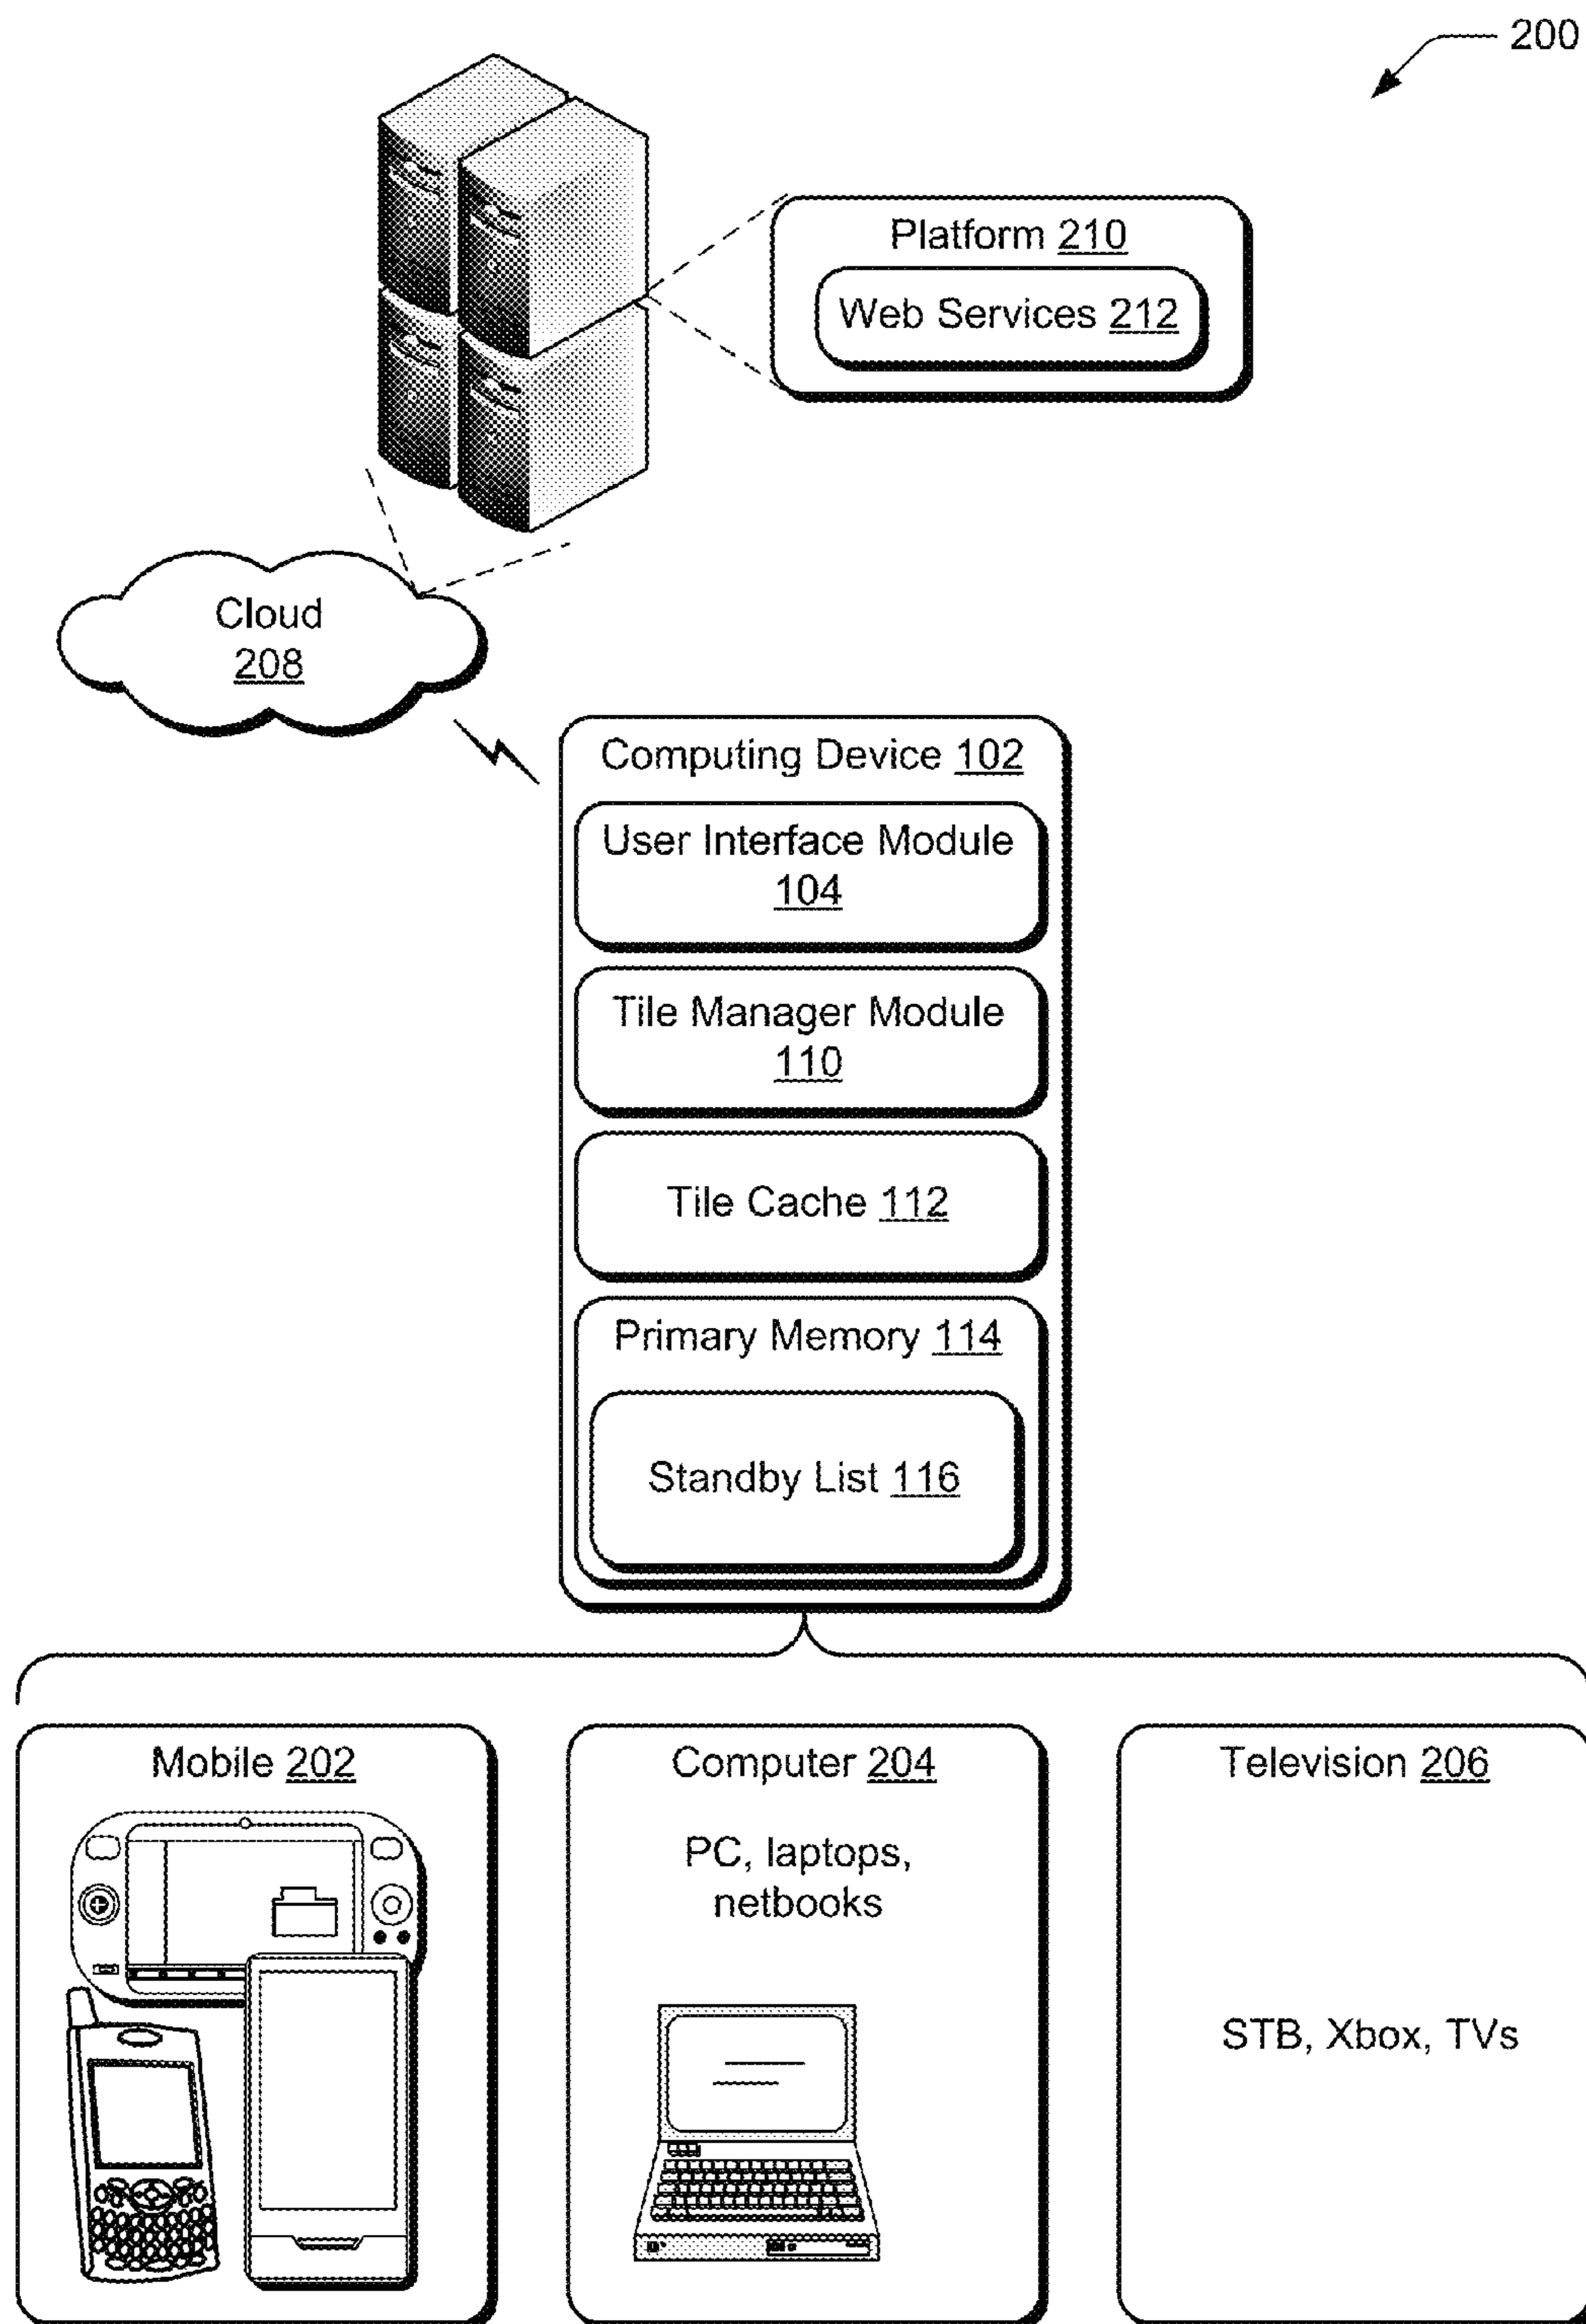 200
Platform 210
Web Services 212
Cloud
208
Computing Device 102
User Interface Module
104
Tile Manager Module
110
Tile Cache 112
Primary Memory 114
Standby List 116
Mobile 202
Computer 204
PC, laptops,
netbooks
Television 206
STB, Xbox, TVs